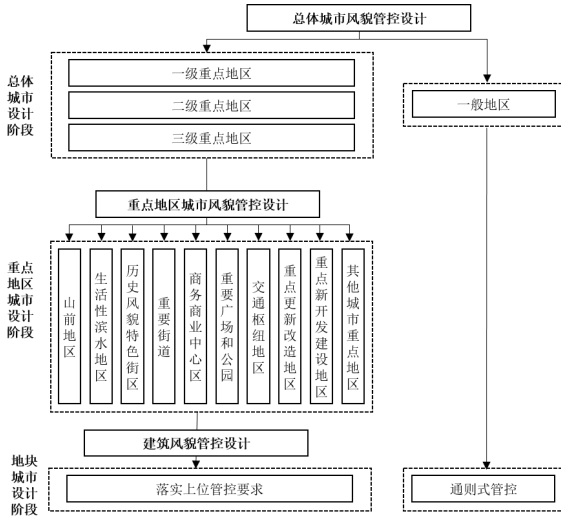 总体城市风貌管控设计
总体
城市
设计
阶段
一级重点地区
二级重点地区
三级重点地区
一般地区
重点地区城市风貌管控设计
重点
地区
城市
设计
阶段
山前地区
生活性滨水地区
历史风貌特色街区
重要街道
商务商业中心区
重要广场和公园
交通枢纽地区
重点更新改造地区
重点新开发建设地区
其他城市重点地区
建筑风貌管控设计
地块
城市
设计
阶段
落实上位管控要求
通则式管控